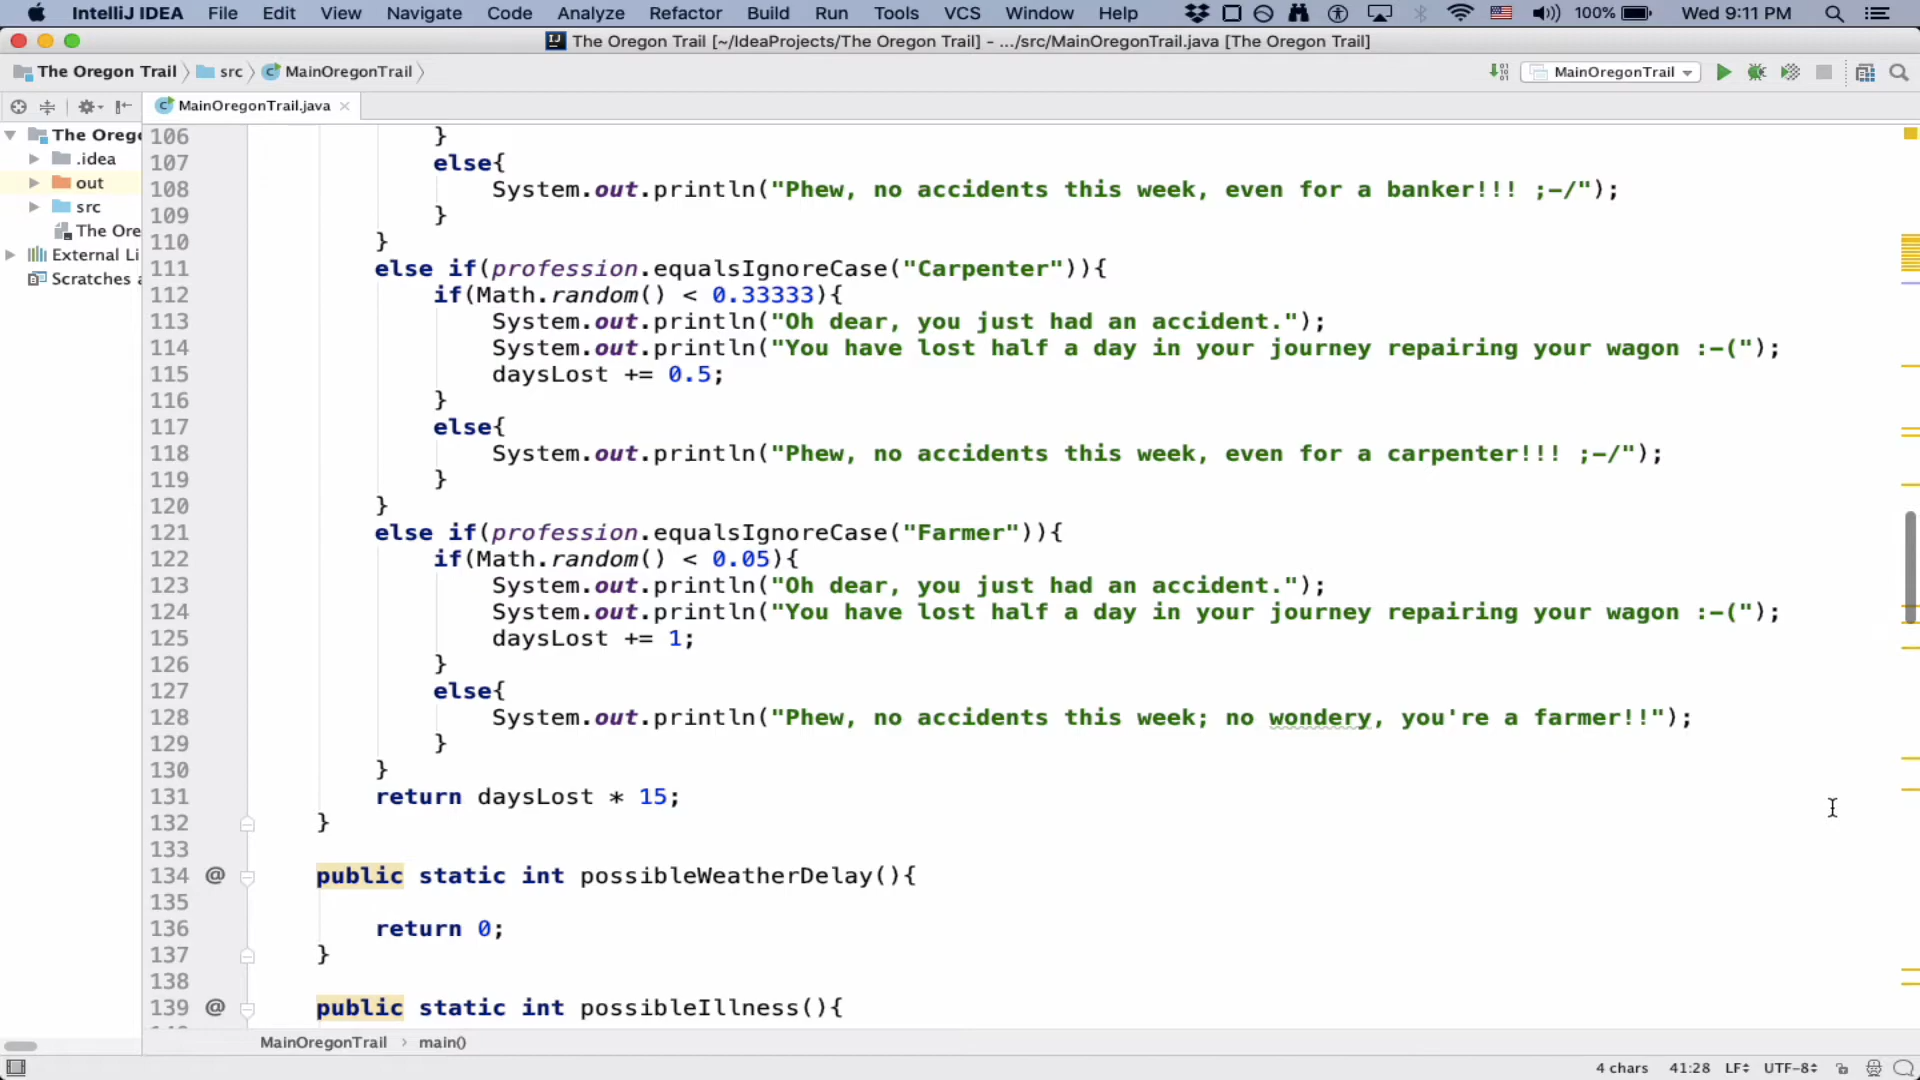 IntelliJ IDEA File Edit View Navigate Code Analyze Refactor Build Run Tools VCS Window Help 100% Wed 9:11 PM
The Oregon Trail [~/IdeaProjects/The Oregon Trail] - .../src/MainOregonTrail.java [The Oregon Trail]
The Oregon Trail src MainOregonTrail MainOregonTrail
MainOregonTrail.java
The Orego
.idea
out
src
The Ore
External Li
Scratches a
106 }
107 else{
108 System.out.println("Phew, no accidents this week, even for a banker!!! ;-/");
109 }
110 }
111 else if(profession.equalsIgnoreCase("Carpenter")){
112 if(Math.random() < 0.33333){
113 System.out.println("Oh dear, you just had an accident.");
114 System.out.println("You have lost half a day in your journey repairing your wagon :-(");
115 daysLost += 0.5;
116 }
117 else{
118 System.out.println("Phew, no accidents this week, even for a carpenter!!! ;-/");
119 }
120 }
121 else if(profession.equalsIgnoreCase("Farmer")){
122 if(Math.random() < 0.05){
123 System.out.println("Oh dear, you just had an accident.");
124 System.out.println("You have lost half a day in your journey repairing your wagon :-(");
125 daysLost += 1;
126 }
127 else{
128 System.out.println("Phew, no accidents this week; no wondery, you're a farmer!!");
129 }
130 }
131 return daysLost * 15;
132 }
133
134 @ public static int possibleWeatherDelay(){
135
136 return 0;
137 }
138
139 @ public static int possibleIllness(){
MainOregonTrail › main()
4 chars 41:28 LF UTF-8